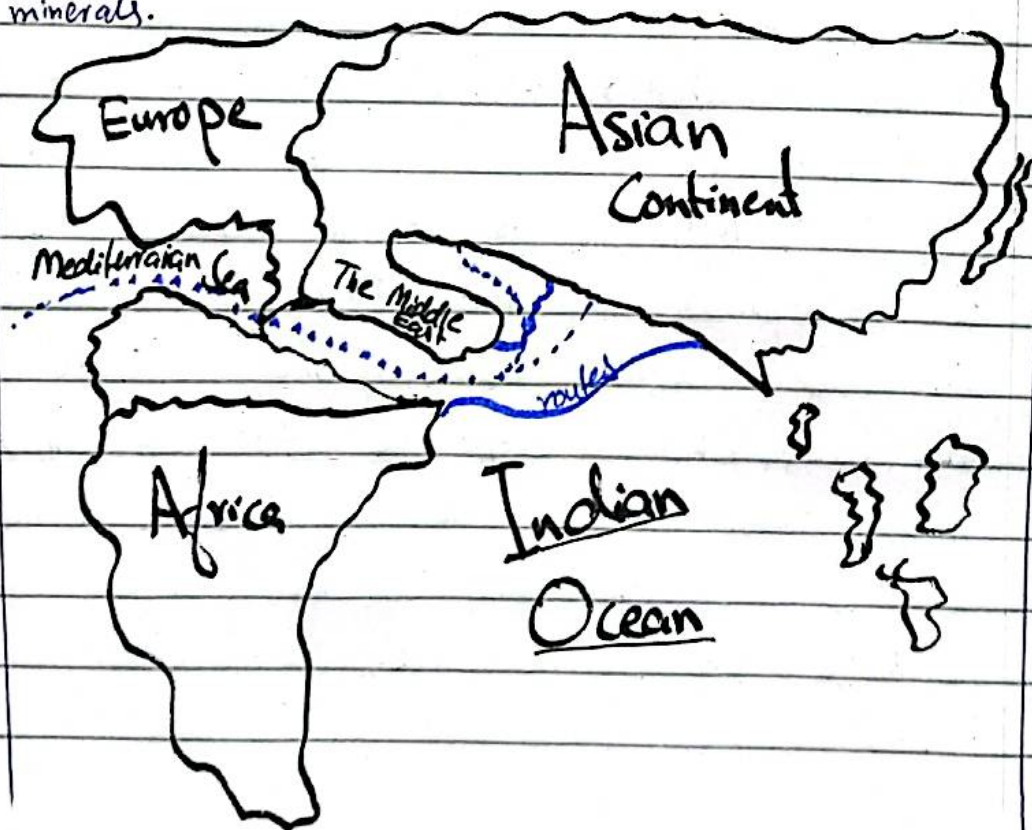 minerals.
Europe
Asian
Continent
Mediterraian Sea
The Middle
East
routes
Africa
Indian
Ocean